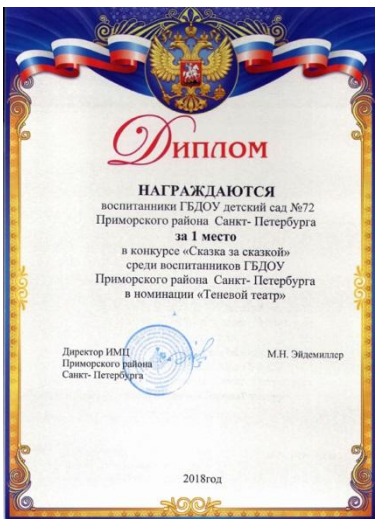 Диплом
НАГРАЖДАЮТСЯ
воспитанники ГБДОУ детский сад №72
Приморского района Санкт- Петербурга
за 1 место
в конкурсе «Сказка за сказкой»
среди воспитанников ГБДОУ
Приморского района Санкт- Петербурга
в номинации «Теневой театр»
Директор ИМЦ
Приморского района
Санкт- Петербурга
М.Н. Эйдемиллер
2018год